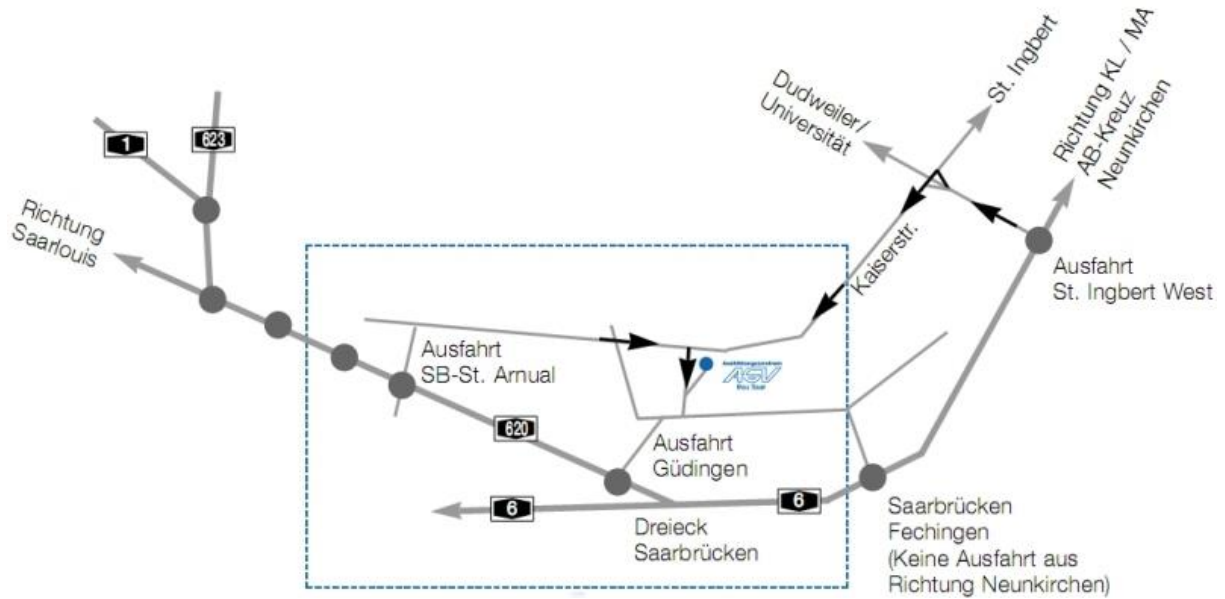 1
623
Richtung
Saarlouis
Dudweiler/
Universität
St. Ingbert
Richtung KL / MA
AB-Kreuz
Neunkirchen
Kaiserstr.
Ausfahrt
St. Ingbert West
Ausfahrt
SB-St. Arnual
AGV
Bau Saar
620
Ausfahrt
Güdingen
6
6
Dreieck
Saarbrücken
Saarbrücken
Fechingen
(Keine Ausfahrt aus
Richtung Neunkirchen)